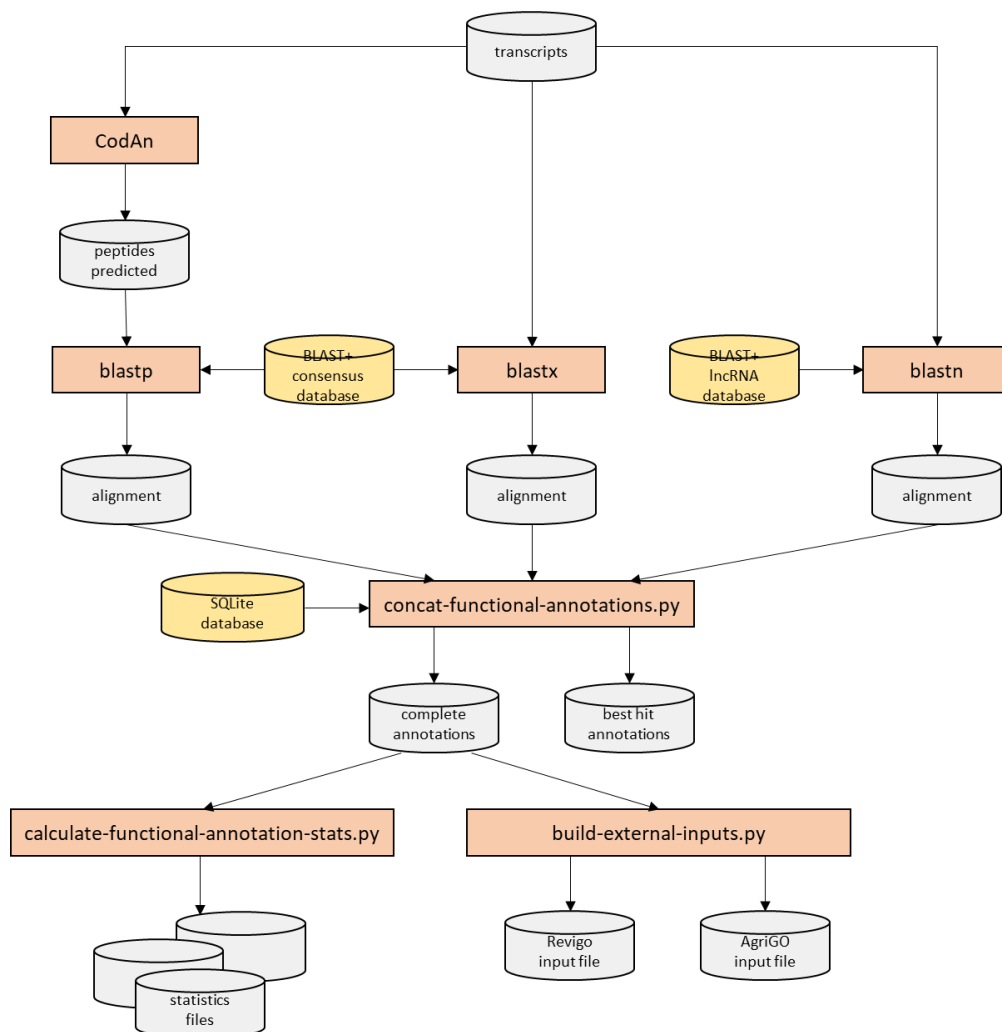 transcripts
CodAn
peptides
predicted
blastp
BLAST+
consensus
database
blastx
BLAST+
lncRNA
database
blastn
alignment
alignment
alignment
SQLite
database
concat-functional-annotations.py
complete
annotations
best hit
annotations
calculate-functional-annotation-stats.py
build-external-inputs.py
statistics
files
Revigo
input file
AgriGO
input file